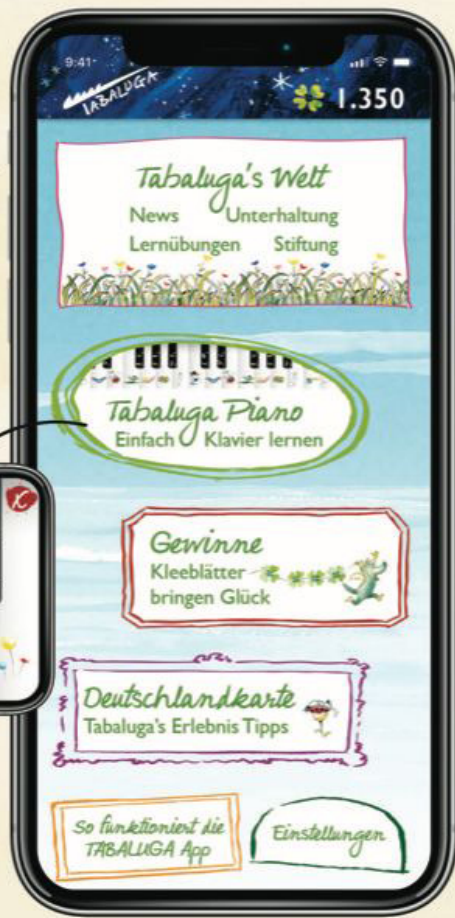 9:41
TABALUGA
1.350
Tabaluga's Welt
News Unterhaltung
Lernübungen Stiftung
Tabaluga Piano
Einfach Klavier lernen
Gewinne
Kleeblätter
bringen Glück
Deutschlandkarte
Tabaluga's Erlebnis Tipps
So funktioniert die
TABALUGA App
Einstellungen